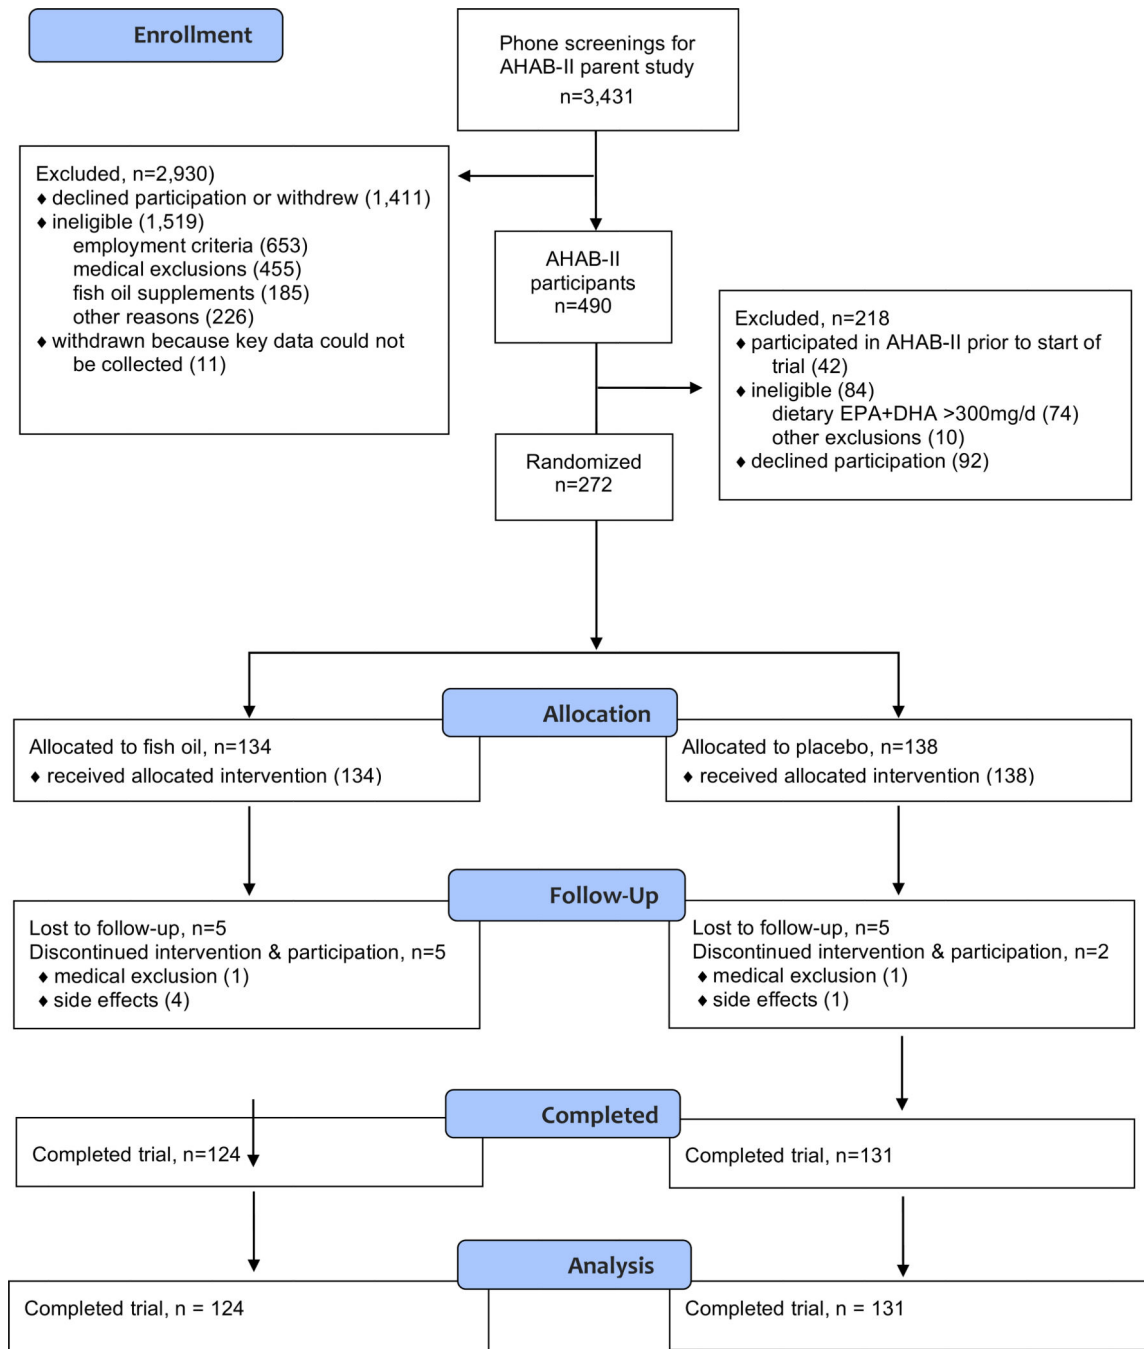 Enrollment
Phone screenings for
AHAB-II parent study
n=3,431
Excluded, n=2,930)
♦ declined participation or withdrew (1,411)
♦ ineligible (1,519)
employment criteria (653)
medical exclusions (455)
fish oil supplements (185)
other reasons (226)
♦ withdrawn because key data could not
be collected (11)
AHAB-II
participants
n=490
Excluded, n=218
♦ participated in AHAB-II prior to start of
trial (42)
♦ ineligible (84)
dietary EPA+DHA >300mg/d (74)
other exclusions (10)
♦ declined participation (92)
Randomized
n=272
Allocation
Allocated to fish oil, n=134
♦ received allocated intervention (134)
Allocated to placebo, n=138
♦ received allocated intervention (138)
Follow-Up
Lost to follow-up, n=5
Discontinued intervention & participation, n=5
♦ medical exclusion (1)
♦ side effects (4)
Lost to follow-up, n=5
Discontinued intervention & participation, n=2
♦ medical exclusion (1)
♦ side effects (1)
Completed
Completed trial, n=124
Completed trial, n=131
Analysis
Completed trial, n = 124
Completed trial, n = 131